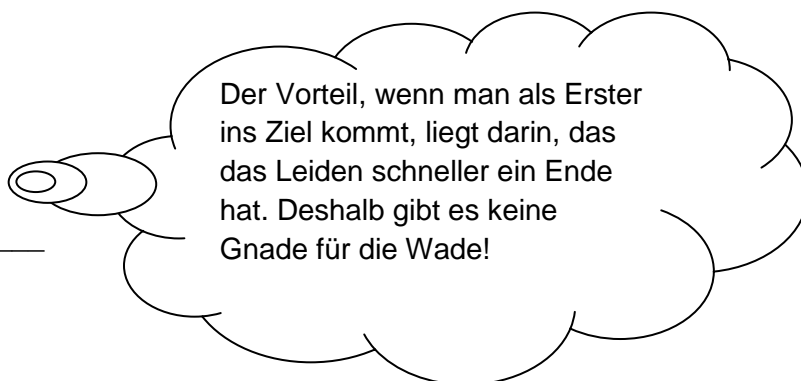 Der Vorteil, wenn man als Erster
ins Ziel kommt, liegt darin, das
das Leiden schneller ein Ende
hat. Deshalb gibt es keine
Gnade für die Wade!